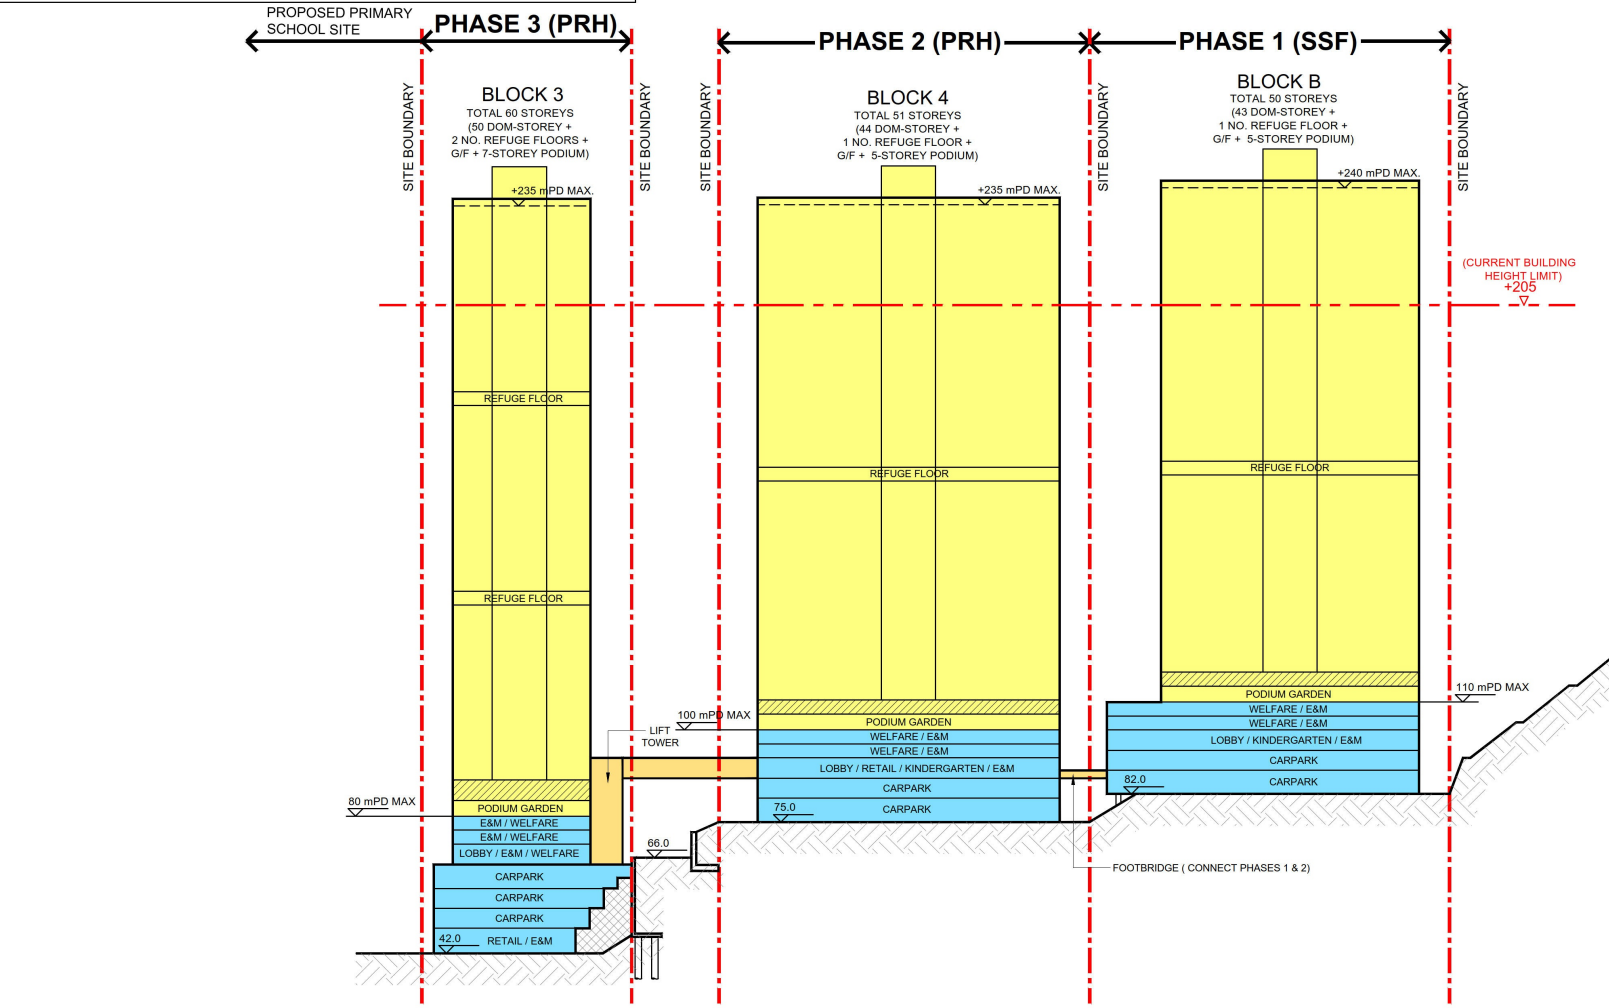 PROPOSED PRIMARY
SCHOOL SITE
PHASE 3 (PRH)
PHASE 2 (PRH)
PHASE 1 (SSF)
SITE BOUNDARY
SITE BOUNDARY
SITE BOUNDARY
SITE BOUNDARY
SITE BOUNDARY
BLOCK 3
TOTAL 60 STOREYS
(50 DOM-STOREY +
2 NO. REFUGE FLOORS +
G/F + 7-STOREY PODIUM)
+235 mPD MAX.
REFUGE FLOOR
REFUGE FLOOR
80 mPD MAX
PODIUM GARDEN
E&M / WELFARE
E&M / WELFARE
LOBBY / E&M / WELFARE
CARPARK
CARPARK
CARPARK
42.0
RETAIL / E&M
LIFT
TOWER
66.0
BLOCK 4
TOTAL 51 STOREYS
(44 DOM-STOREY +
1 NO. REFUGE FLOOR +
G/F + 5-STOREY PODIUM)
+235 mPD MAX.
REFUGE FLOOR
100 mPD MAX
PODIUM GARDEN
WELFARE / E&M
WELFARE / E&M
LOBBY / RETAIL / KINDERGARTEN / E&M
CARPARK
75.0
CARPARK
BLOCK B
TOTAL 50 STOREYS
(43 DOM-STOREY +
1 NO. REFUGE FLOOR +
G/F + 5-STOREY PODIUM)
+240 mPD MAX.
(CURRENT BUILDING
HEIGHT LIMIT)
+205
REFUGE FLOOR
110 mPD MAX
PODIUM GARDEN
WELFARE / E&M
WELFARE / E&M
LOBBY / KINDERGARTEN / E&M
CARPARK
82.0
CARPARK
FOOTBRIDGE ( CONNECT PHASES 1 & 2)